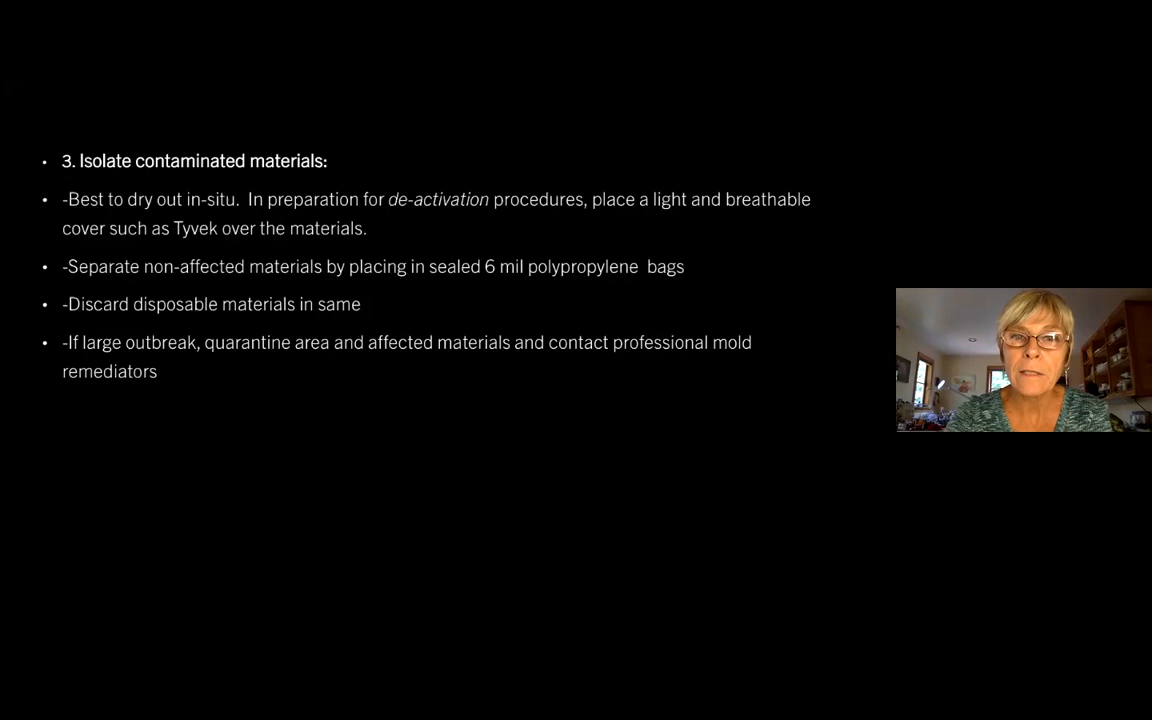 • 3. Isolate contaminated materials:
• -Best to dry out in-situ.  In preparation for de-activation procedures, place a light and breathable
cover such as Tyvek over the materials.
• -Separate non-affected materials by placing in sealed 6 mil polypropylene  bags
• -Discard disposable materials in same
• -If large outbreak, quarantine area and affected materials and contact professional mold
remediators